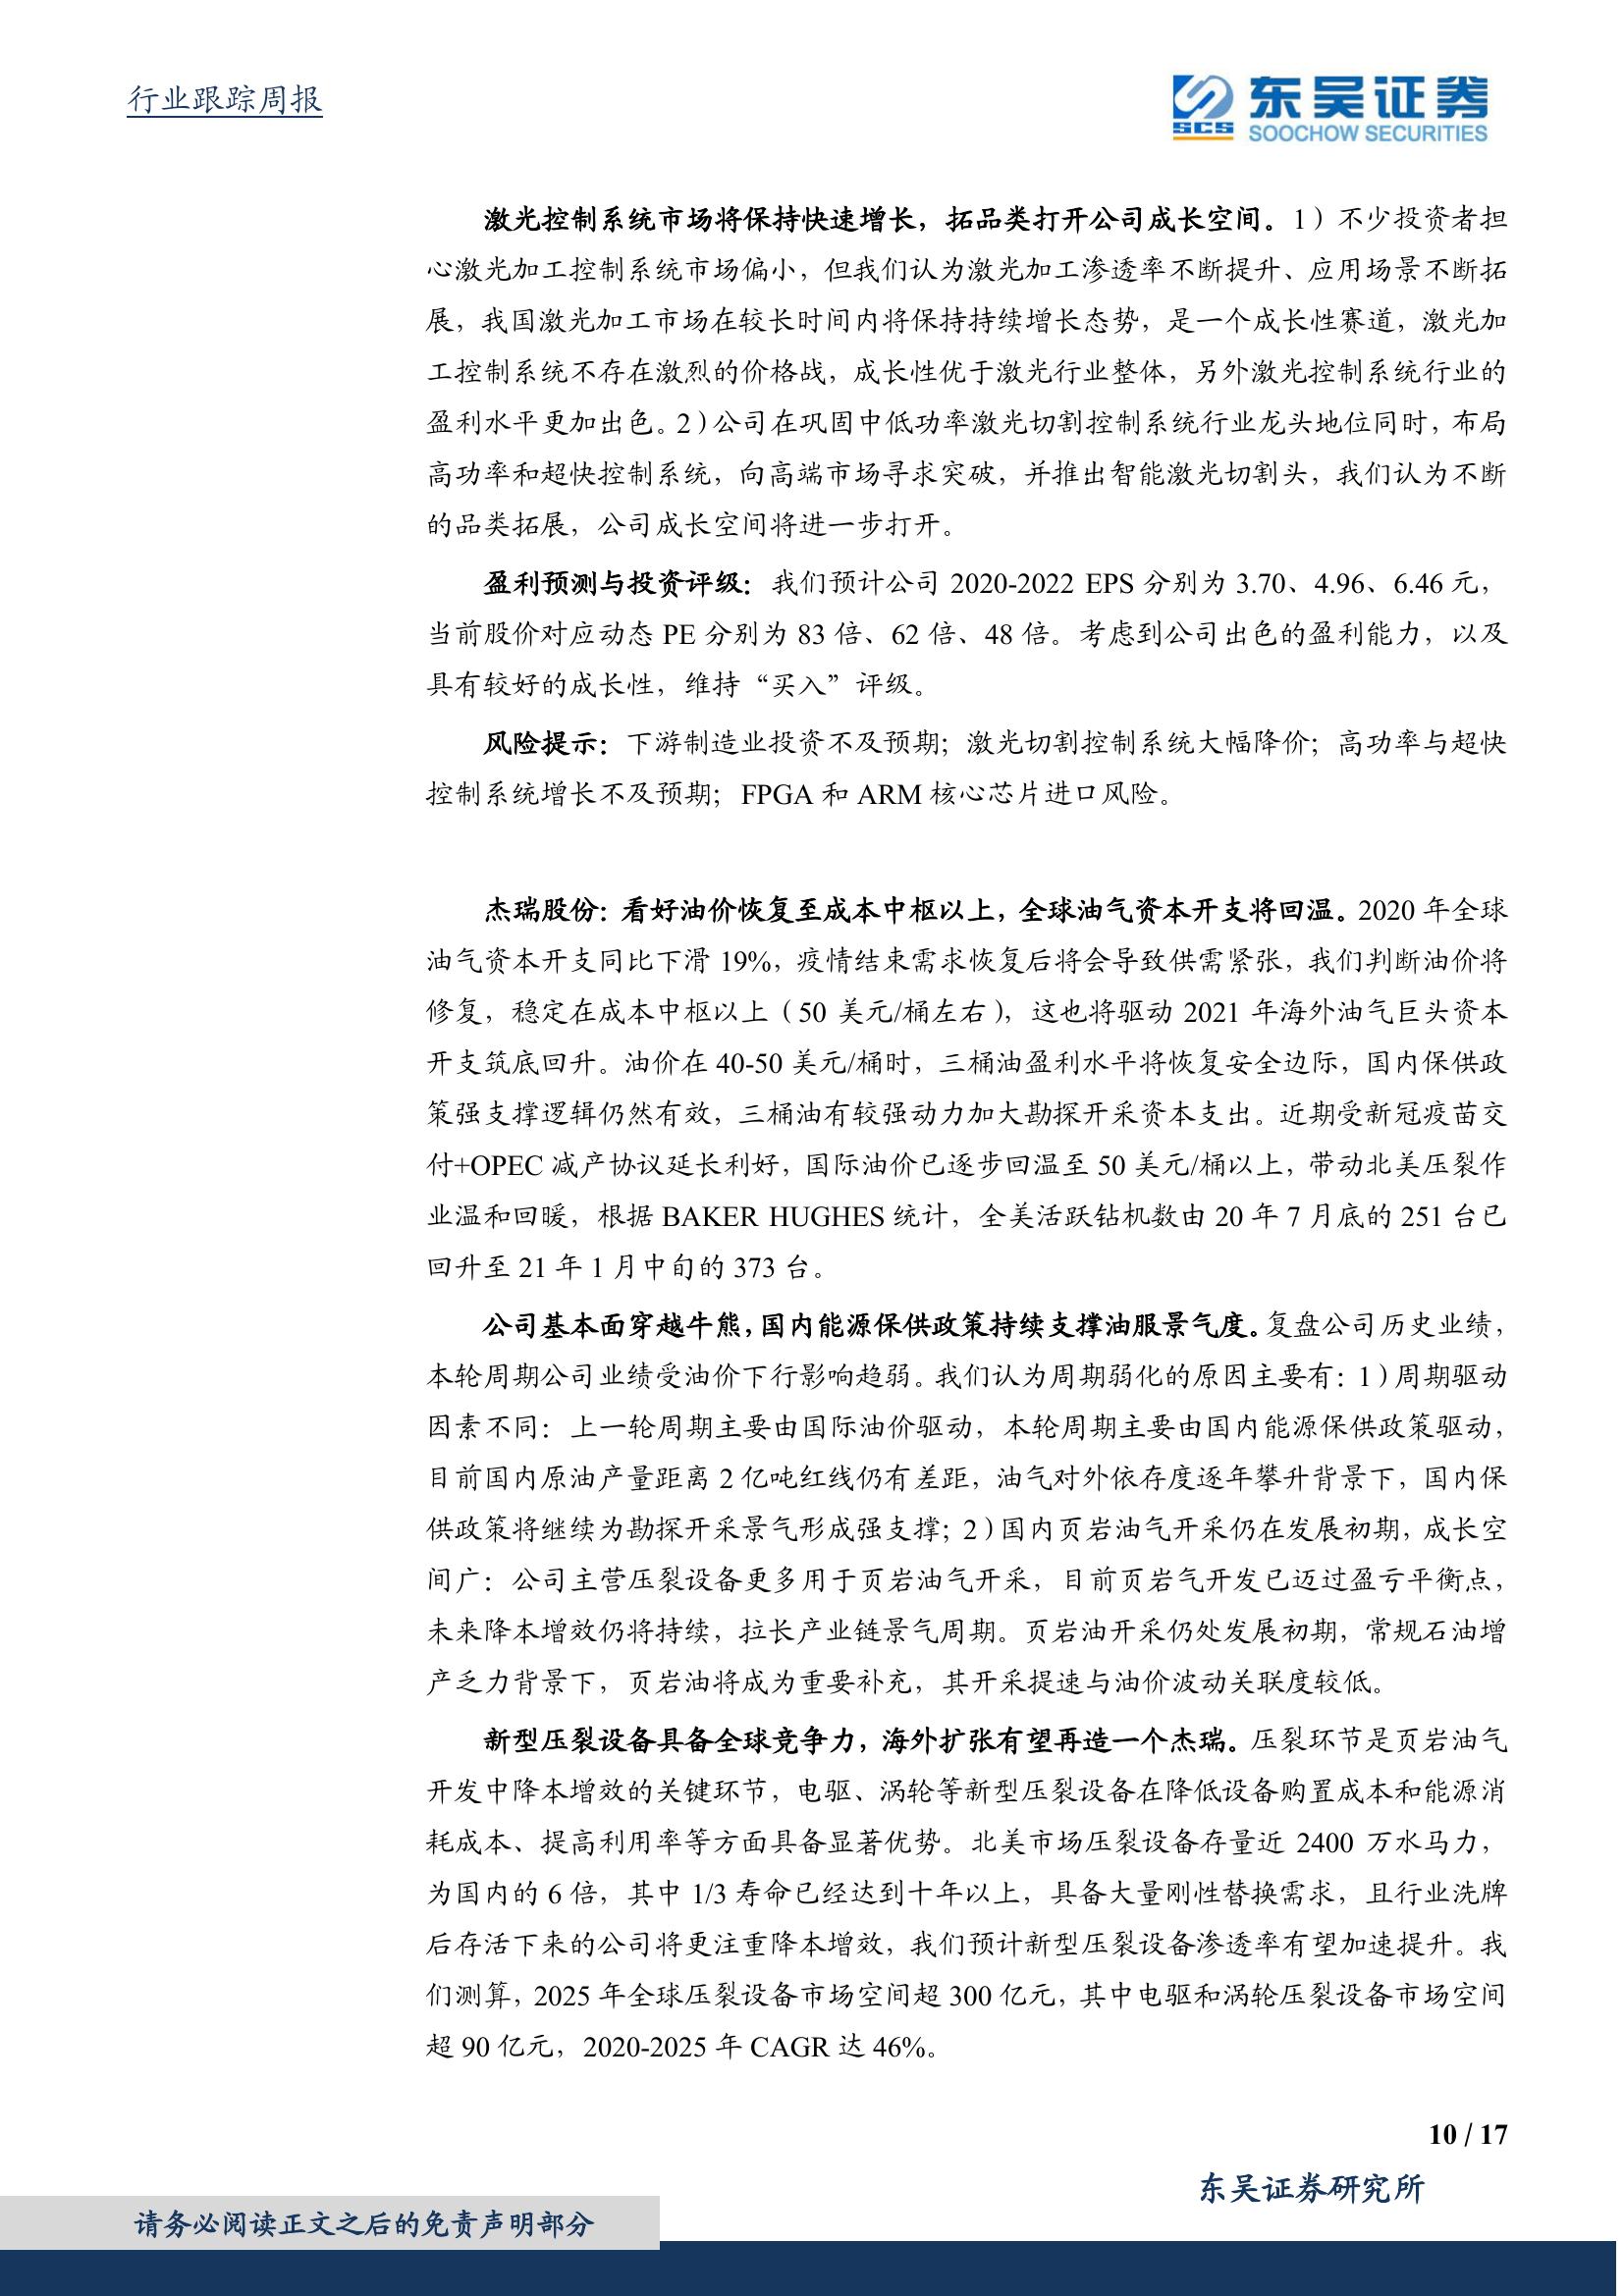 行业跟踪周报
SCS
东吴证券
SOOCHOW SECURITIES
激光控制系统市场将保持快速增长，拓品类打开公司成长空间。1）不少投资者担
心激光加工控制系统市场偏小，但我们认为激光加工渗透率不断提升、应用场景不断拓
展，我国激光加工市场在较长时间内将保持持续增长态势，是一个成长性赛道，激光加
工控制系统不存在激烈的价格战，成长性优于激光行业整体，另外激光控制系统行业的
盈利水平更加出色。2）公司在巩固中低功率激光切割控制系统行业龙头地位同时，布局
高功率和超快控制系统，向高端市场寻求突破，并推出智能激光切割头，我们认为不断
的品类拓展，公司成长空间将进一步打开。
盈利预测与投资评级：我们预计公司 2020-2022 EPS 分别为 3.70、4.96、6.46 元，
当前股价对应动态 PE 分别为 83 倍、62 倍、48 倍。考虑到公司出色的盈利能力，以及
具有较好的成长性，维持“买入”评级。
风险提示：下游制造业投资不及预期；激光切割控制系统大幅降价；高功率与超快
控制系统增长不及预期；FPGA 和 ARM 核心芯片进口风险。
杰瑞股份：看好油价恢复至成本中枢以上，全球油气资本开支将回温。2020 年全球
油气资本开支同比下滑 19%，疫情结束需求恢复后将会导致供需紧张，我们判断油价将
修复，稳定在成本中枢以上（50 美元/桶左右），这也将驱动 2021 年海外油气巨头资本
开支筑底回升。油价在 40-50 美元/桶时，三桶油盈利水平将恢复安全边际，国内保供政
策强支撑逻辑仍然有效，三桶油有较强动力加大勘探开采资本支出。近期受新冠疫苗交
付+OPEC 减产协议延长利好，国际油价已逐步回温至 50 美元/桶以上，带动北美压裂作
业温和回暖，根据 BAKER HUGHES 统计，全美活跃钻机数由 20 年 7 月底的 251 台已
回升至 21 年 1 月中旬的 373 台。
公司基本面穿越牛熊，国内能源保供政策持续支撑油服景气度。复盘公司历史业绩，
本轮周期公司业绩受油价下行影响趋弱。我们认为周期弱化的原因主要有：1）周期驱动
因素不同：上一轮周期主要由国际油价驱动，本轮周期主要由国内能源保供政策驱动，
目前国内原油产量距离 2 亿吨红线仍有差距，油气对外依存度逐年攀升背景下，国内保
供政策将继续为勘探开采景气形成强支撑；2）国内页岩油气开采仍在发展初期，成长空
间广：公司主营压裂设备更多用于页岩油气开采，目前页岩气开发已迈过盈亏平衡点，
未来降本增效仍将持续，拉长产业链景气周期。页岩油开采仍处发展初期，常规石油增
产乏力背景下，页岩油将成为重要补充，其开采提速与油价波动关联度较低。
新型压裂设备具备全球竞争力，海外扩张有望再造一个杰瑞。压裂环节是页岩油气
开发中降本增效的关键环节，电驱、涡轮等新型压裂设备在降低设备购置成本和能源消
耗成本、提高利用率等方面具备显著优势。北美市场压裂设备存量近 2400 万水马力，
为国内的 6 倍，其中 1/3 寿命已经达到十年以上，具备大量刚性替换需求，且行业洗牌
后存活下来的公司将更注重降本增效，我们预计新型压裂设备渗透率有望加速提升。我
们测算，2025 年全球压裂设备市场空间超 300 亿元，其中电驱和涡轮压裂设备市场空间
超 90 亿元，2020-2025 年 CAGR 达 46%。
10 / 17
东吴证券研究所
请务必阅读正文之后的免责声明部分